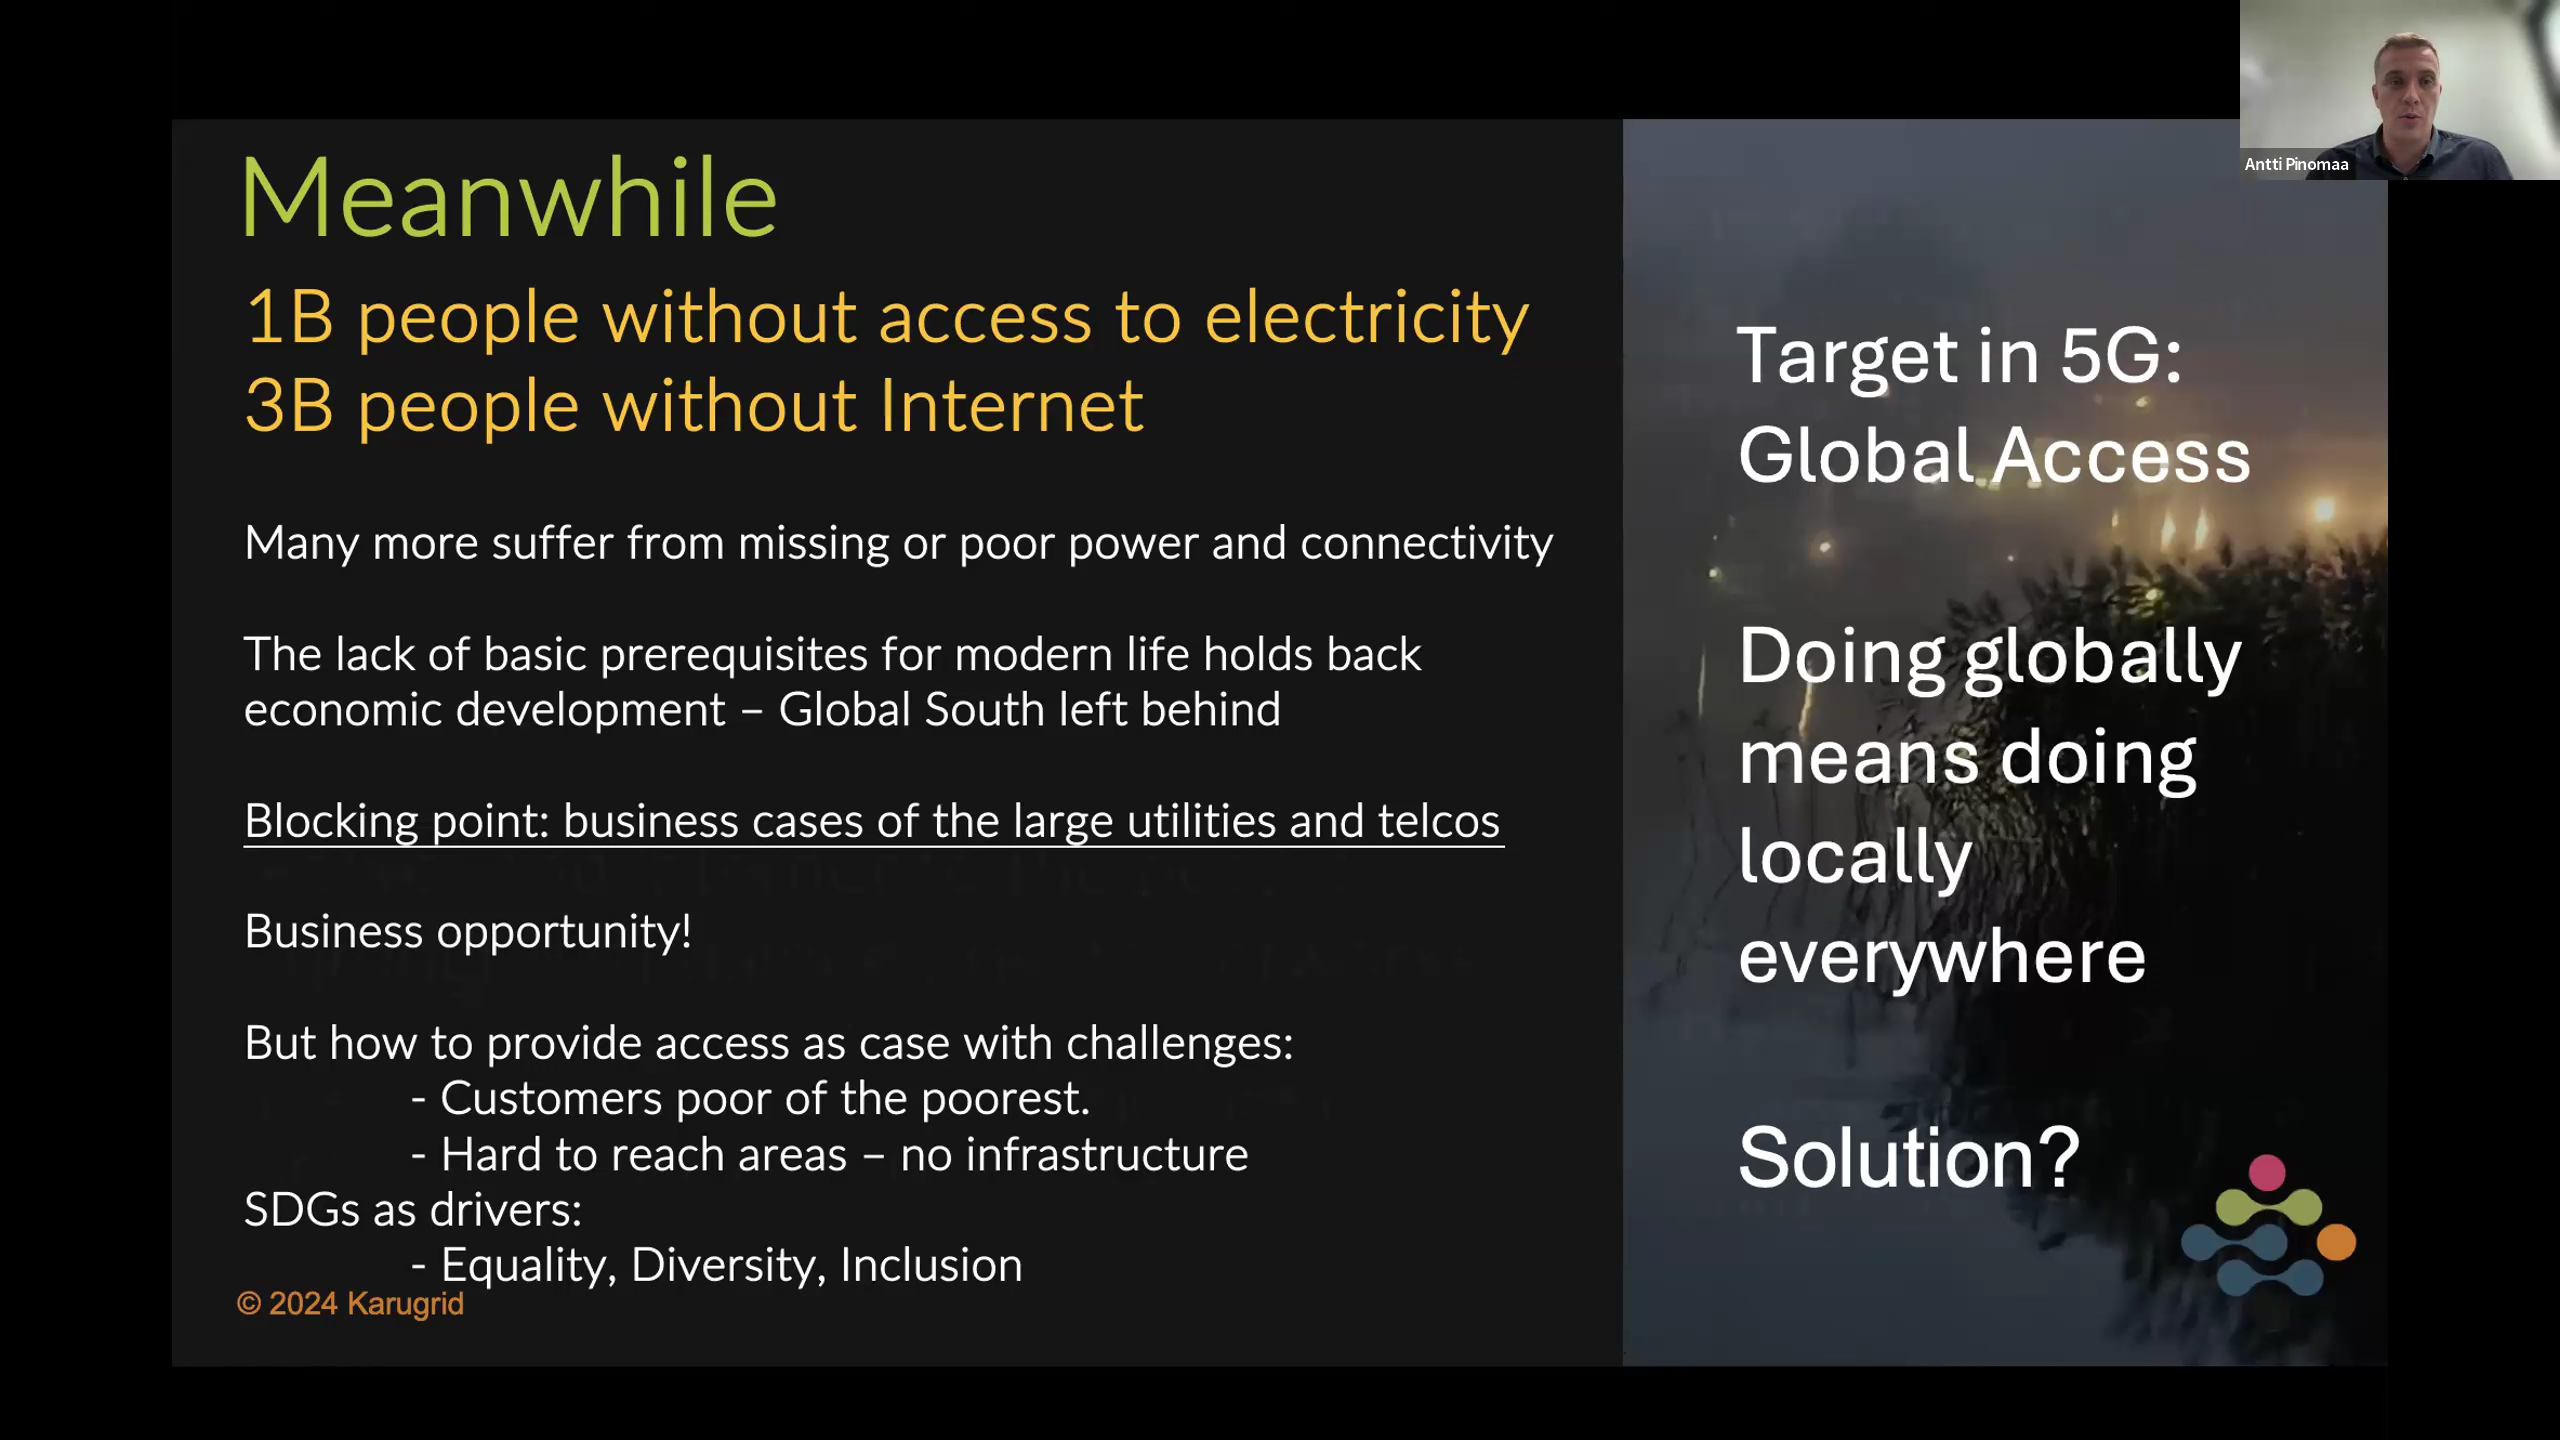 Meanwhile
1B people without access to electricity
3B people without Internet
Many more suffer from missing or poor power and connectivity
The lack of basic prerequisites for modern life holds back
economic development – Global South left behind
Blocking point: business cases of the large utilities and telcos
Business opportunity!
But how to provide access as case with challenges:
- Customers poor of the poorest.
- Hard to reach areas – no infrastructure
SDGs as drivers:
- Equality, Diversity, Inclusion
© 2024 Karugrid
Target in 5G:
Global Access
Doing globally
means doing
locally
everywhere
Solution?
Antti Pinomaa